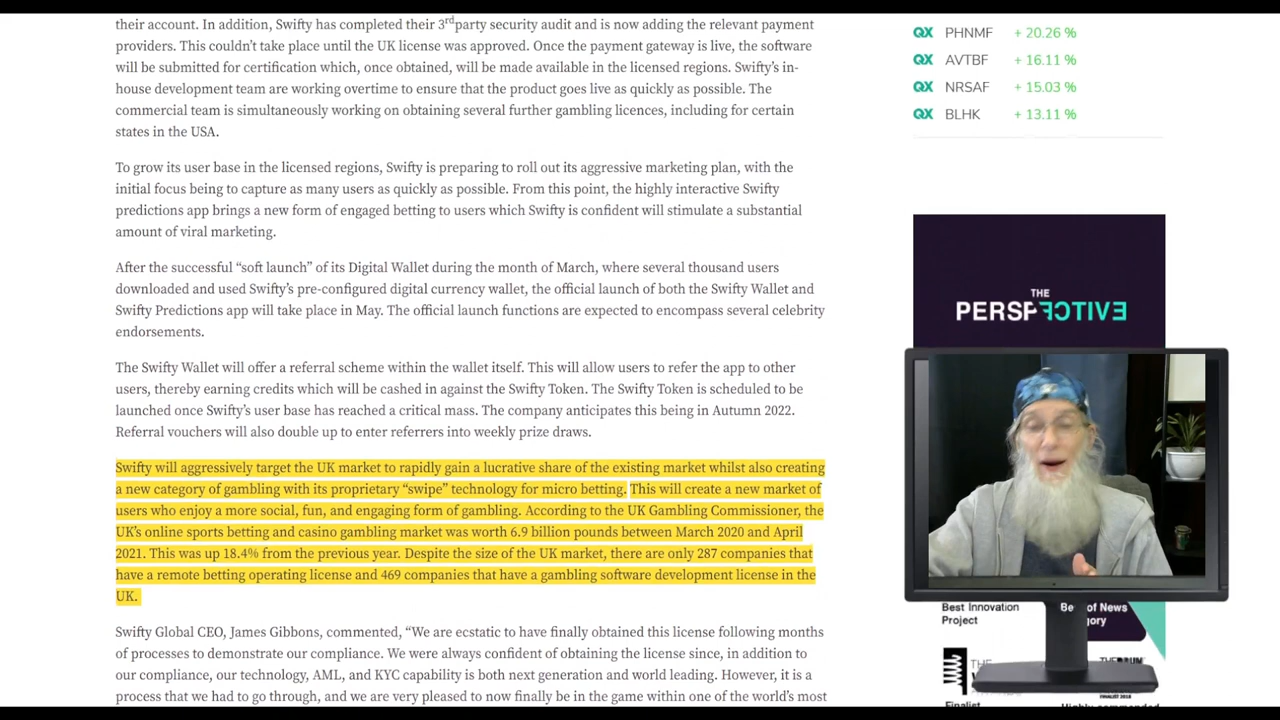 their account. In addition, Swifty has completed their 3rd party security audit and is now adding the relevant payment
providers. This couldn’t take place until the UK license was approved. Once the payment gateway is live, the software
will be submitted for certification which, once obtained, will be made available in the licensed regions. Swifty’s in-
house development team are working overtime to ensure that the product goes live as quickly as possible. The
commercial team is simultaneously working on obtaining several further gambling licences, including for certain
states in the USA.
To grow its user base in the licensed regions, Swifty is preparing to roll out its aggressive marketing plan, with the
initial focus being to capture as many users as quickly as possible. From this point, the highly interactive Swifty
predictions app brings a new form of engaged betting to users which Swifty is confident will stimulate a substantial
amount of viral marketing.
After the successful “soft launch” of its Digital Wallet during the month of March, where several thousand users
downloaded and used Swifty’s pre-configured digital currency wallet, the official launch of both the Swifty Wallet and
Swifty Predictions app will take place in May. The official launch functions are expected to encompass several celebrity
endorsements.
The Swifty Wallet will offer a referral scheme within the wallet itself. This will allow users to refer the app to other
users, thereby earning credits which will be cashed in against the Swifty Token. The Swifty Token is scheduled to be
launched once Swifty’s user base has reached a critical mass. The company anticipates this being in Autumn 2022.
Referral vouchers will also double up to enter referrers into weekly prize draws.
Swifty will aggressively target the UK market to rapidly gain a lucrative share of the existing market whilst also creating
a new category of gambling with its proprietary “swipe” technology for micro betting. This will create a new market of
users who enjoy a more social, fun, and engaging form of gambling. According to the UK Gambling Commissioner, the
UK’s online sports betting and casino gambling market was worth 6.9 billion pounds between March 2020 and April
2021. This was up 18.4% from the previous year. Despite the size of the UK market, there are only 287 companies that
have a remote betting operating license and 469 companies that have a gambling software development license in the
UK.
Swifty Global CEO, James Gibbons, commented, “We are ecstatic to have finally obtained this license following months
of processes to demonstrate our compliance. We were always confident of obtaining the license since, in addition to
our compliance, our technology, AML, and KYC capability is both next generation and world leading. However, it is a
process that we had to go through, and we are very pleased to now finally be in the game within one of the world’s most
QX PHNMF + 20.26 %
QX AVTBF + 16.11 %
QX NRSAF + 15.03 %
QX BLHK + 13.11 %
THE
PERSPECTIVE
Best Innovation
Project
of News
THE
Finalist
Highly commended